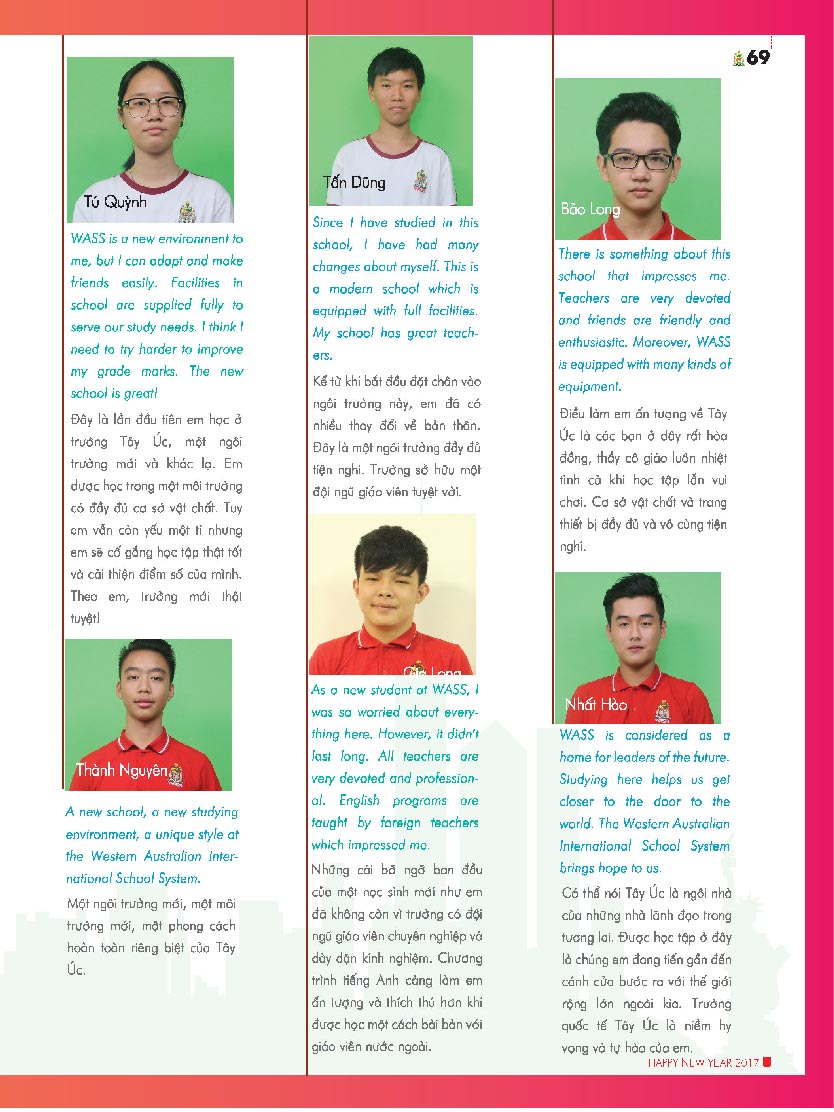 69
Tú Quỳnh
WASS is a new environment to
me, but I can adapt and make
friends easily. Facilities in
school are supplied fully to
serve our study needs. I think I
need to try harder to improve
my grade marks. The new
school is great!
Đây là lần đầu tiên em học ở
trường Tây Úc, một ngôi
trường mới và khác lạ. Em
được học trong một môi trường
có đầy đủ cơ sở vật chất. Tuy
em vẫn còn yếu một tí nhưng
em sẽ cố gắng học tập thật tốt
và cải thiện điểm số của mình.
Theo em, trường mới thật
tuyệt!
Thành Nguyên
A new school, a new studying
environment, a unique style at
the Western Australian Inter-
national School System.
Một ngôi trường mới, một môi
trường mới, mật phong cách
hoàn toàn riêng biệt của Tây
Úc.
Tấn Dũng
Since I have studied in this
school, I have had many
changes about myself. This is
a modern school which is
equipped with full facilities.
My school has great teach-
ers.
Kể từ khi bắt đầu đặt chân vào
ngôi trường này, em đã có
nhiều thay đổi về bản thân.
Đây là một ngôi trường đầy đủ
tiện nghi. Trường sở hữu một
đội ngũ giáo viên tuyệt vời.
Long
As a new student at WASS, I
was so worried about every-
thing here. However, it didn't
last long. All teachers are
very devoted and profession-
al. English programs are
taught by foreign teachers
which impressed me.
Những cái bỡ ngỡ ban đầu
của một học sinh mới như em
đã không còn vì trường có đội
ngũ giáo viên chuyên nghiệp và
dày dặn kinh nghiệm. Chương
trình tiếng Anh càng làm em
ấn tượng và thích thú hơn khi
được học một cách bài bản với
giáo viên nước ngoài.
Bảo Long
There is something about this
school that impresses me.
Teachers are very devoted
and friends are friendly and
enthusiastic. Moreover, WASS
is equipped with many kinds of
equipment.
Điều làm em ấn tượng về Tây
Úc là các bạn ở đây rất hòa
đồng, thầy cô giáo luôn nhiệt
tình cả khi học tập lẫn vui
chơi. Cơ sở vật chất và trang
thiết bị đầy đủ và vô cùng tiện
nghi.
Nhất Hào
WASS is considered as a
home for leaders of the future.
Studying here helps us get
closer to the door to the
world. The Western Australian
International School System
brings hope to us.
Có thể nói Tây Úc là ngôi nhà
của những nhà lãnh đạo trong
tương lai. Được học tập ở đây
là chúng em đang tiến gần đến
cánh cửa bước ra với thế giới
rộng lớn ngoài kia. Trường
quốc tế Tây Úc là niềm hy
vọng và tự hào của em.
HAPPY NEW YEAR 2017